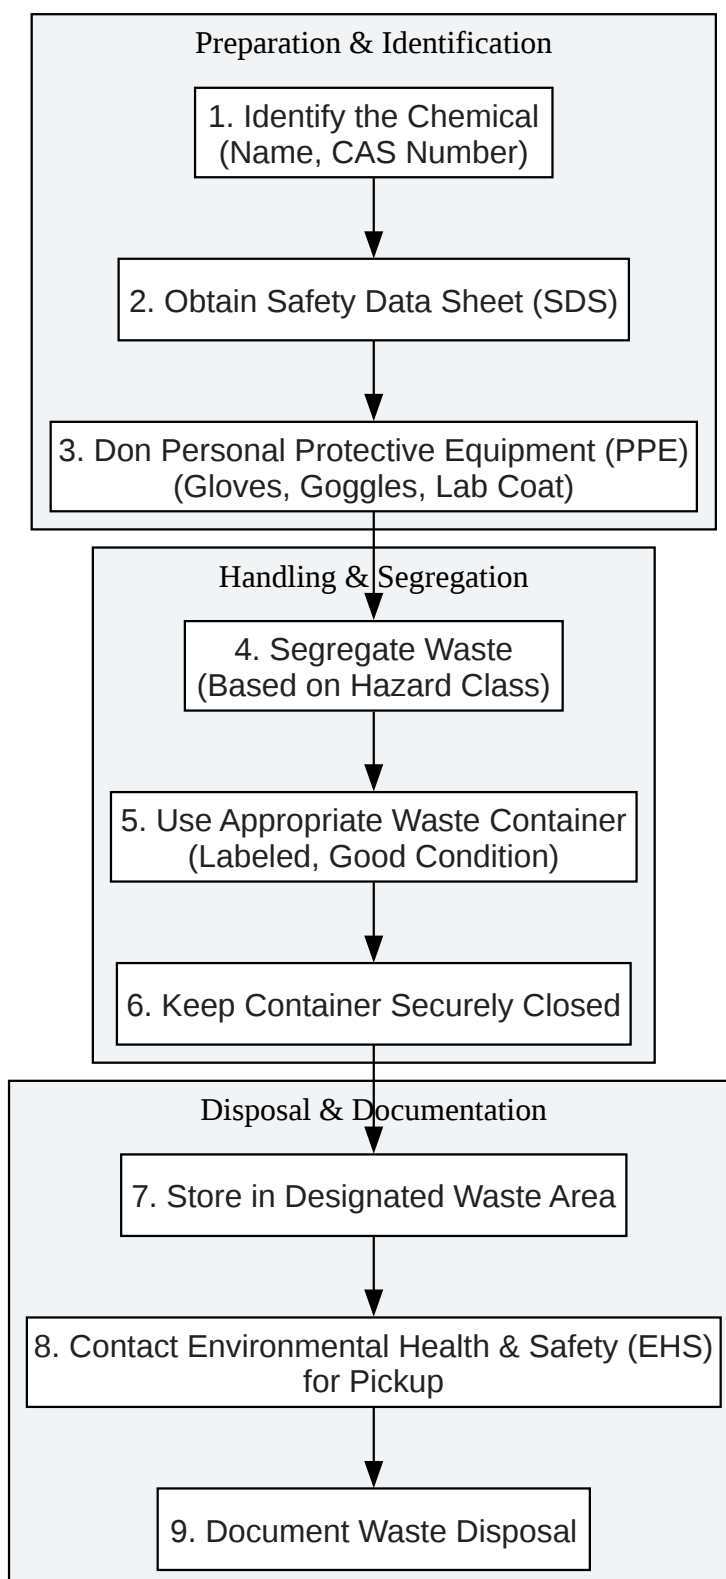 Preparation & Identification
1. Identify the Chemical
(Name, CAS Number)
2. Obtain Safety Data Sheet (SDS)
3. Don Personal Protective Equipment (PPE)
(Gloves, Goggles, Lab Coat)
Handling & Segregation
4. Segregate Waste
(Based on Hazard Class)
5. Use Appropriate Waste Container
(Labeled, Good Condition)
6. Keep Container Securely Closed
Disposal & Documentation
7. Store in Designated Waste Area
8. Contact Environmental Health & Safety (EHS)
for Pickup
9. Document Waste Disposal